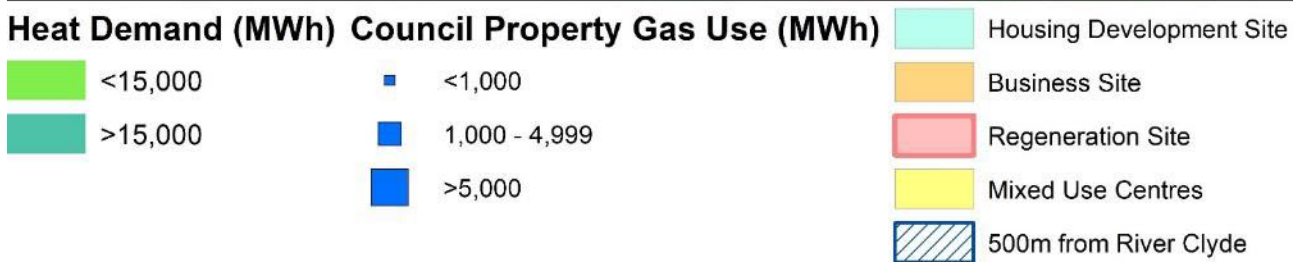 Heat Demand (MWh)
<15,000
>15,000
Council Property Gas Use (MWh)
<1,000
1,000 - 4,999
>5,000
Housing Development Site
Business Site
Regeneration Site
Mixed Use Centres
500m from River Clyde